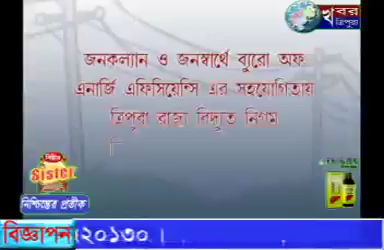 খবর
ত্রিপুরা
জনকল্যান ও জনস্বার্থে ব্যুরো অফ
এনার্জি এফিসিয়েন্সি এর সহযোগিতায়
ত্রিপুরা রাজ্য বিদ্যুত নিগম
Sister
নিশ্চিন্তের প্রতীক
বিজ্ঞাপন
২০১৩০ ।